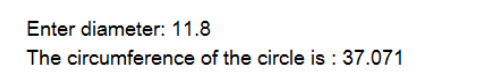 Enter diameter: 11.8
The circumference of the circle is : 37.071